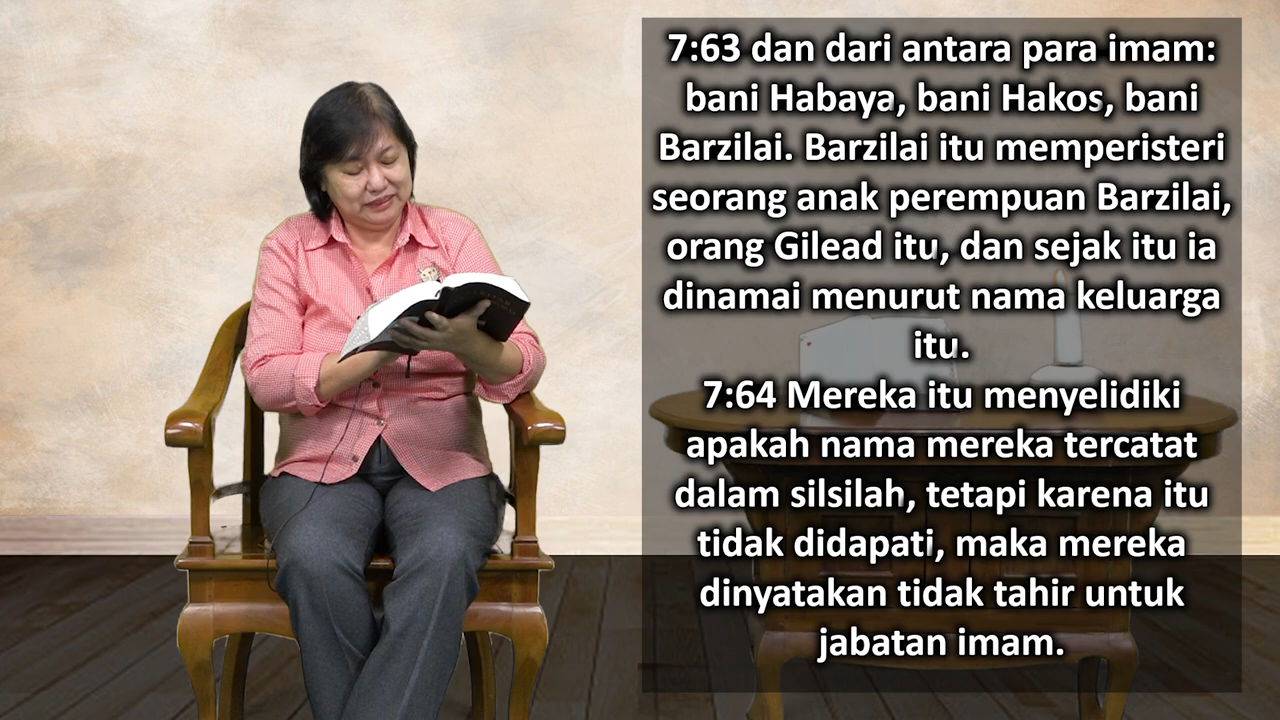 7:63 dan dari antara para imam:
bani Habaya, bani Hakos, bani
Barzilai. Barzilai itu memperisteri
seorang anak perempuan Barzilai,
orang Gilead itu, dan sejak itu ia
dinamai menurut nama keluarga
itu.
7:64 Mereka itu menyelidiki
apakah nama mereka tercatat
dalam silsilah, tetapi karena itu
tidak didapati, maka mereka
dinyatakan tidak tahir untuk
jabatan imam.